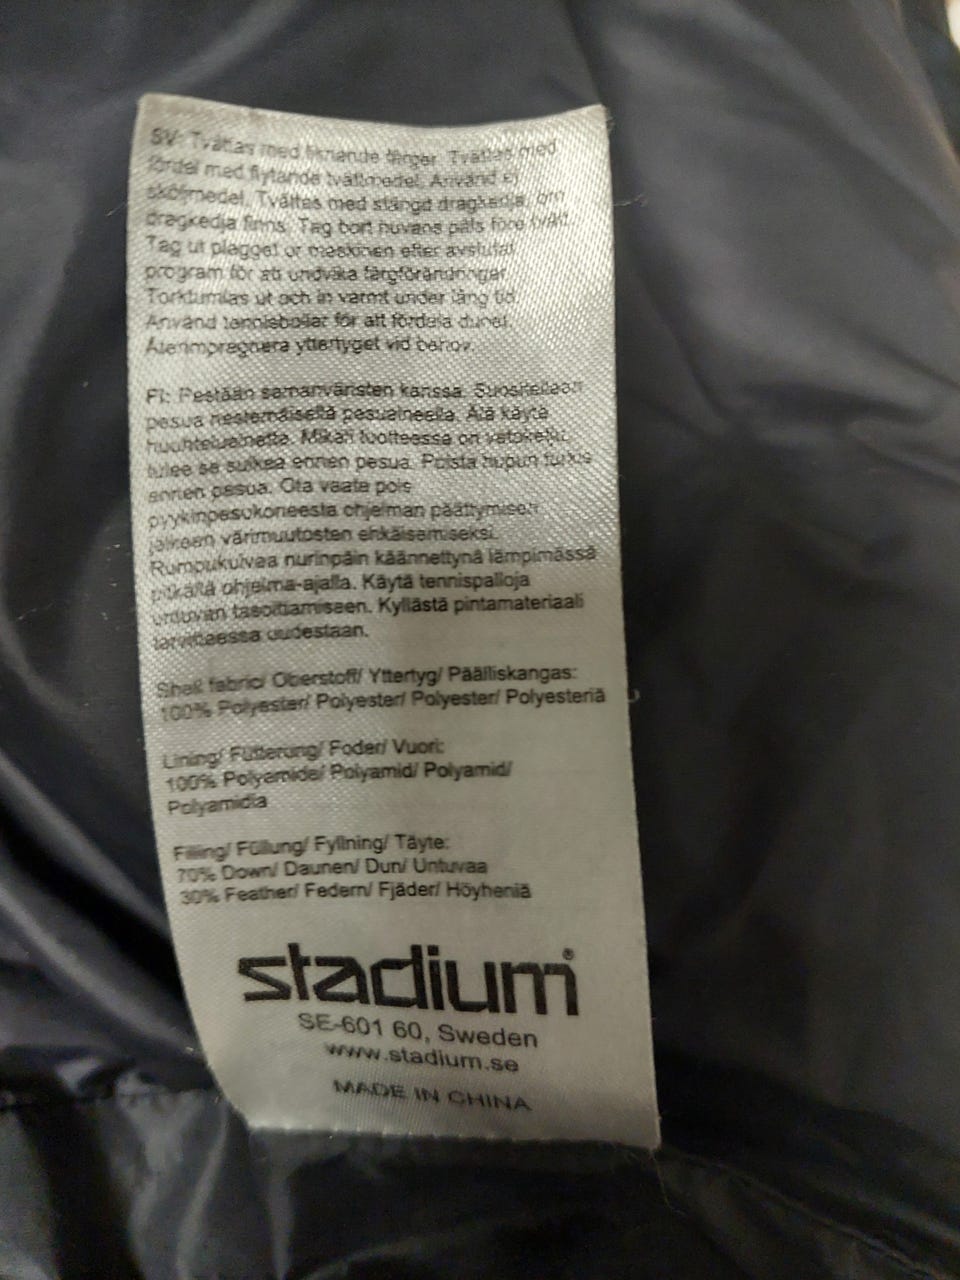 SV: Tvättas med liknande färger. Tvättas med
fördel med flytande tvättmedel. Använd ej
sköljmedel. Tvättas med stängd dragkedja, om
dragkedja finns. Tag bort huvans päls före tvätt.
Tag ut plagget ur maskinen efter avslutat
program för att undvika färgförändringar.
Torktumlas ut och in varmt under lång tid.
Använd tennisbollar för att fördela dunet.
Återimpregnera yttertyget vid behov.
FI: Pestään samanväristen kanssa. Suositellaan
pesua nestemäisellä pesuaineella. Älä käytä
huuhteluainetta. Mikäli tuotteessa on vetoketju,
tulee se sulkea ennen pesua. Poista hupun turkis
ennen pesua. Ota vaate pois
pyykinpesukoneesta ohjelman päättymisen
jälkeen värimuutosten ehkäisemiseksi.
Rumpukuivaa nurinpäin käännettynä lämpimässä
pitkällä ohjelma-ajalla. Käytä tennispalloja
untuvan tasoittamiseen. Kyllästä pintamateriaali
tarvittaessa uudestaan.
Shell fabric/ Oberstoff/ Yttertyg/ Päälliskangas:
100% Polyester/ Polyester/ Polyester/ Polyesteriä
Lining/ Fütterung/ Foder/ Vuori:
100% Polyamide/ Polyamid/ Polyamid/
Polyamidia
Filling/ Füllung/ Fyllning/ Täyte:
70% Down/ Daunen/ Dun/ Untuvaa
30% Feather/ Federn/ Fjäder/ Höyheniä
stadium®
SE-601 60, Sweden
www.stadium.se
MADE IN CHINA